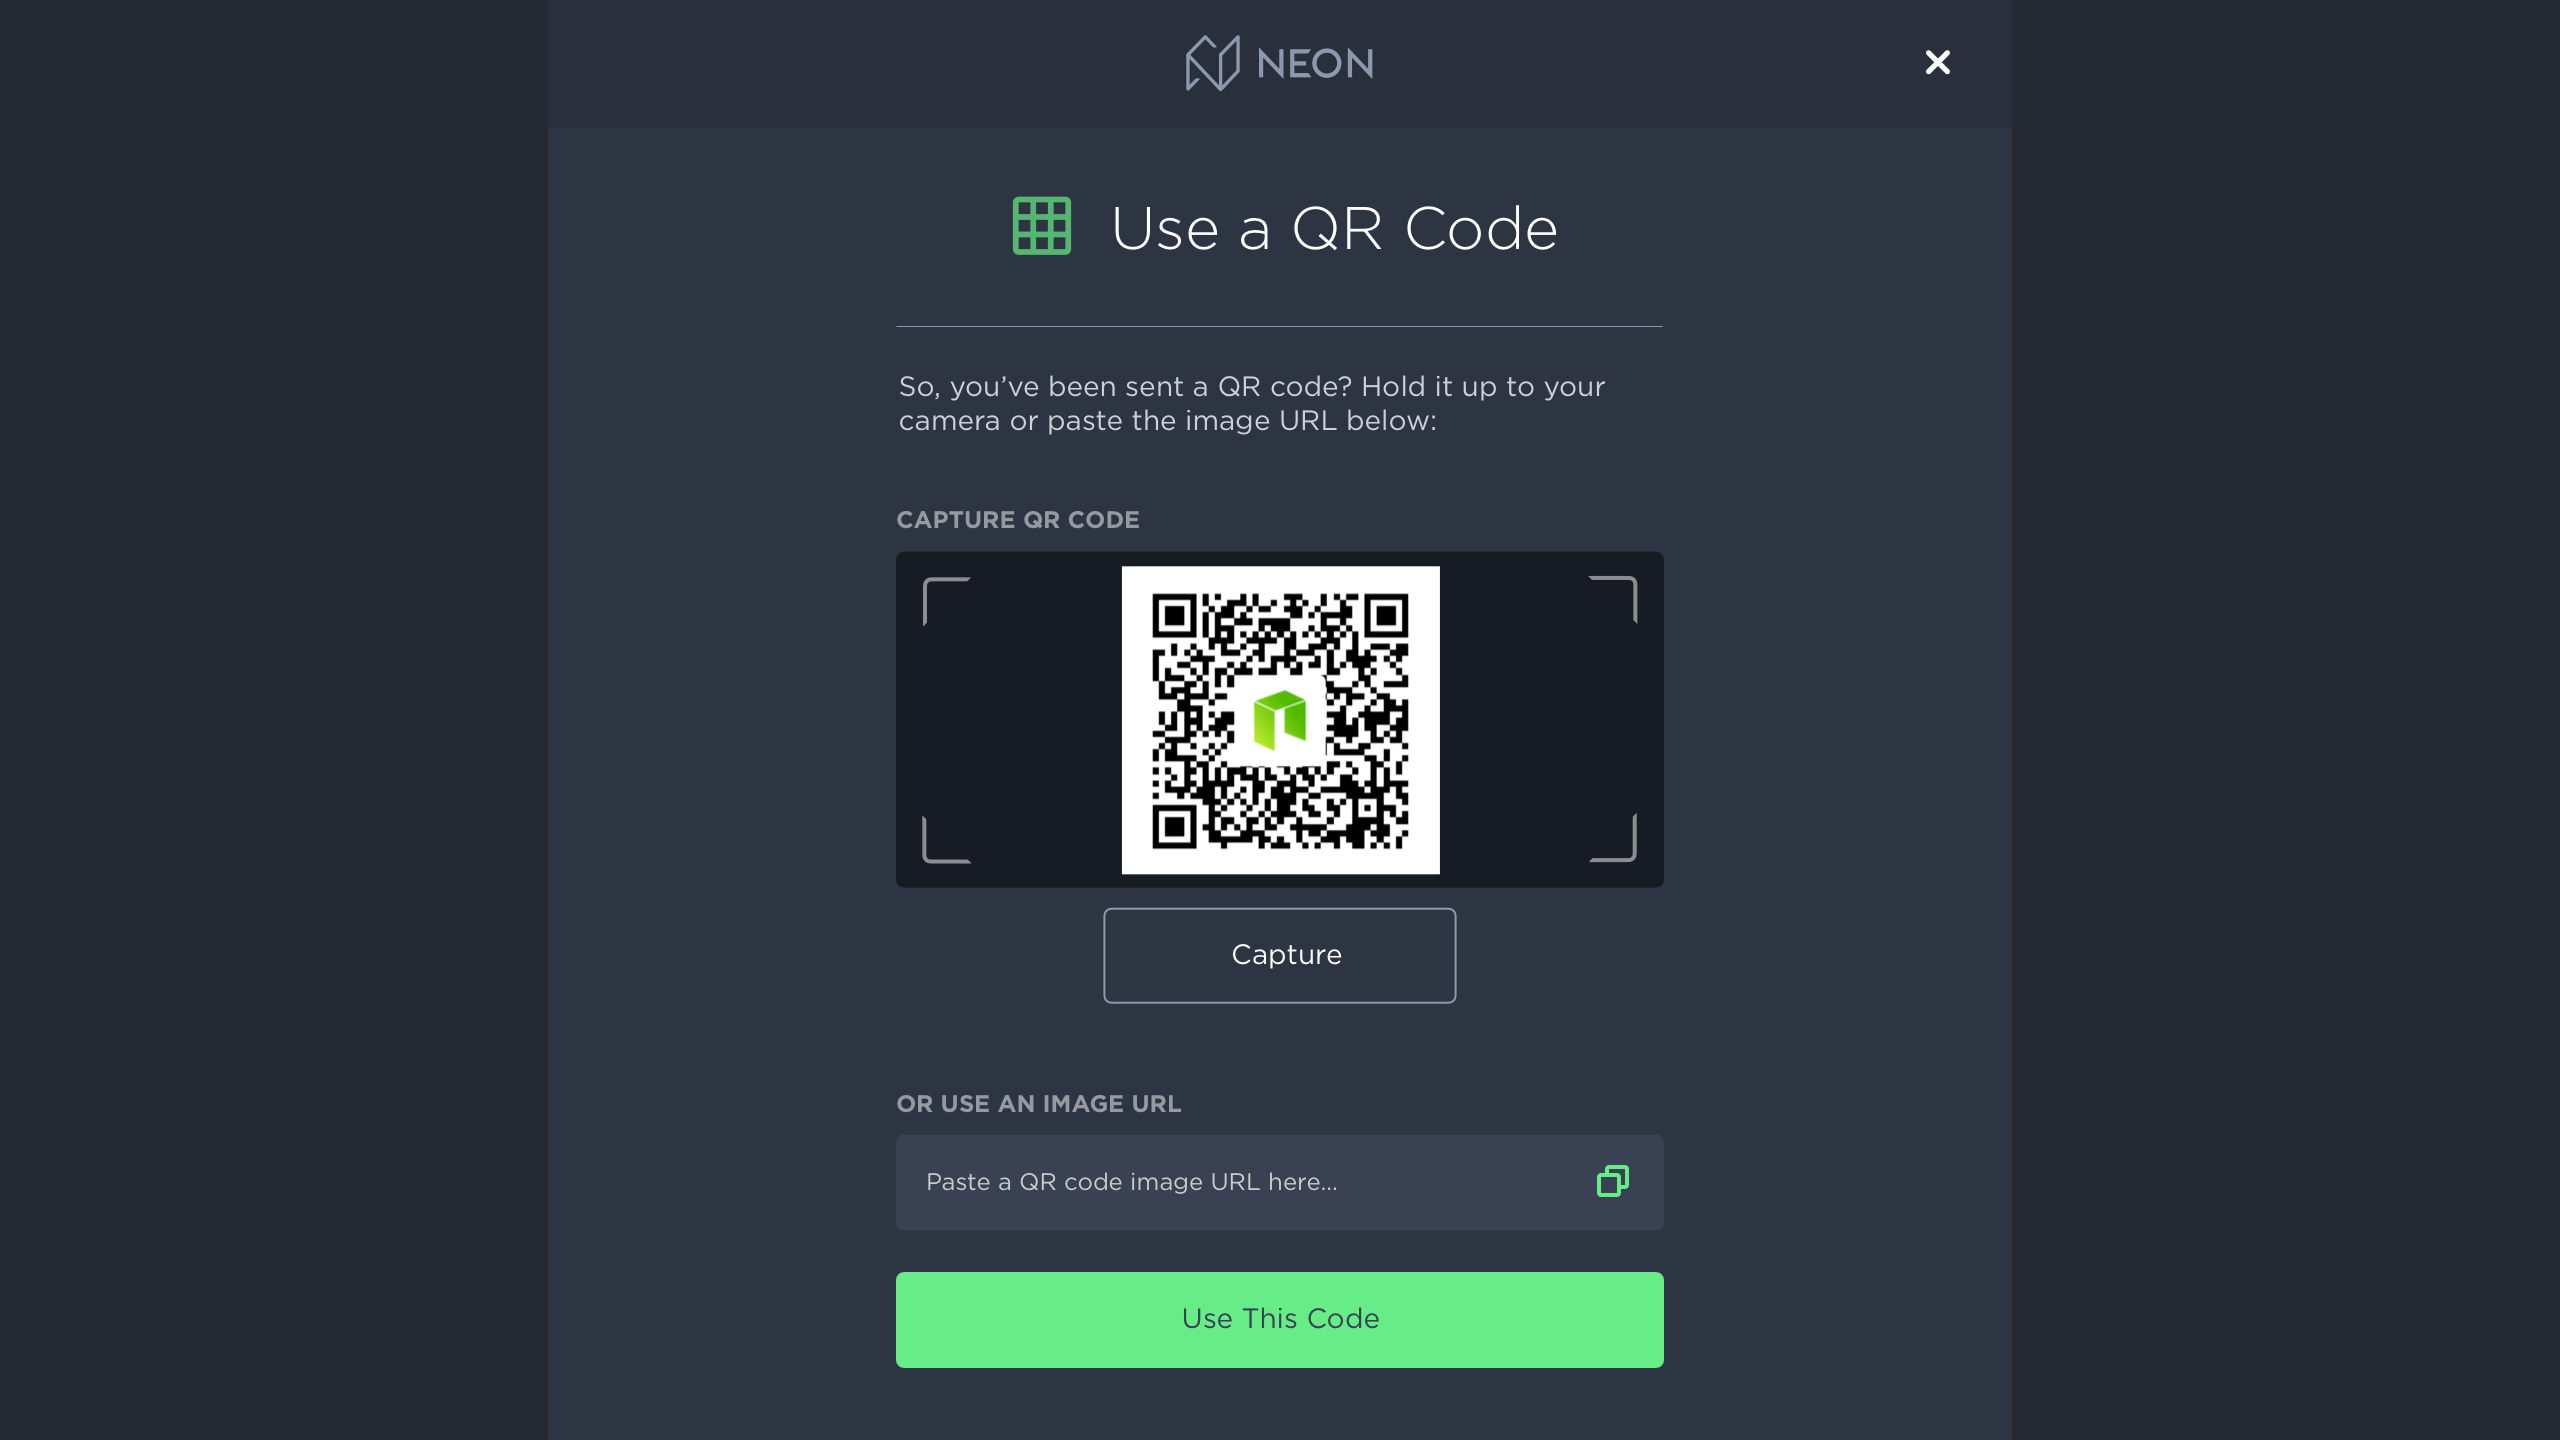 NEON
Use a QR Code
So, you’ve been sent a QR code? Hold it up to your
camera or paste the image URL below:
CAPTURE QR CODE
Capture
OR USE AN IMAGE URL
Paste a QR code image URL here...
Use This Code